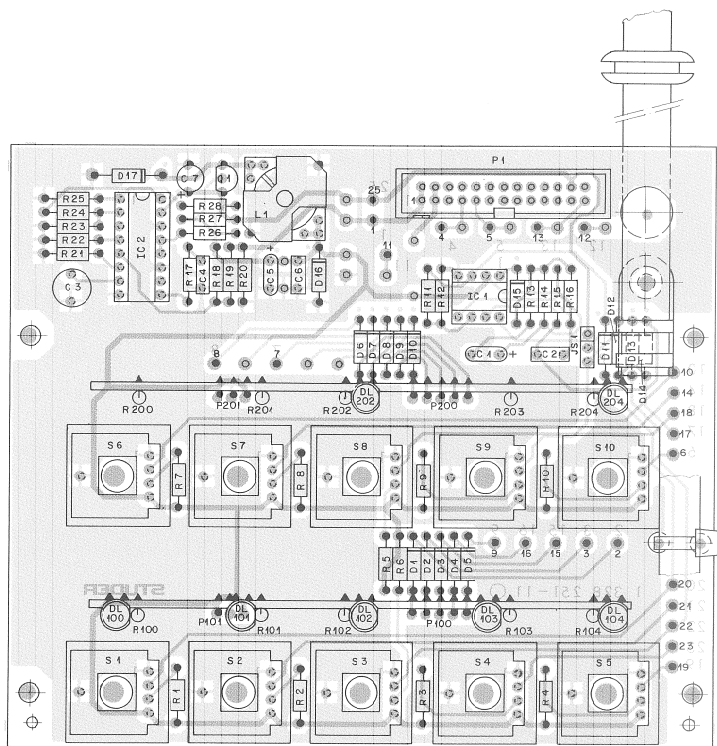 P1
D17
C7
Q1
L1
25
1
R25
R24
R23
R22
R21
IC2
R28
R27
R26
4
5
13
12
11
C3
R17
C4
R18
R19
R20
C5
+
C6
D16
R11
R12
IC1
D15
R13
R14
R15
R16
D12
D11
D13
D14
JS1
8
7
D6
D7
D8
D9
D10
C1
+
C2
10
14
18
17
6
R200
P201
R201
R202
DL
202
P200
R203
R204
DL
204
S6
S7
S8
S9
S10
R7
R8
R9
R10
R5
R6
D1
D2
D3
D4
D5
9
16
15
3
2
STUDER
20
21
22
23
19
DL
100
R100
P101
DL
101
R101
R102
DL
102
P100
DL
103
R103
R104
DL
104
S1
S2
S3
S4
S5
R1
R2
R3
R4